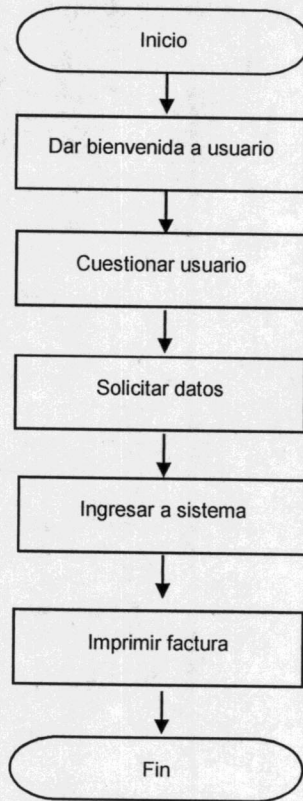 Inicio
Dar bienvenida a usuario
Cuestionar usuario
Solicitar datos
Ingresar a sistema
Imprimir factura
Fin